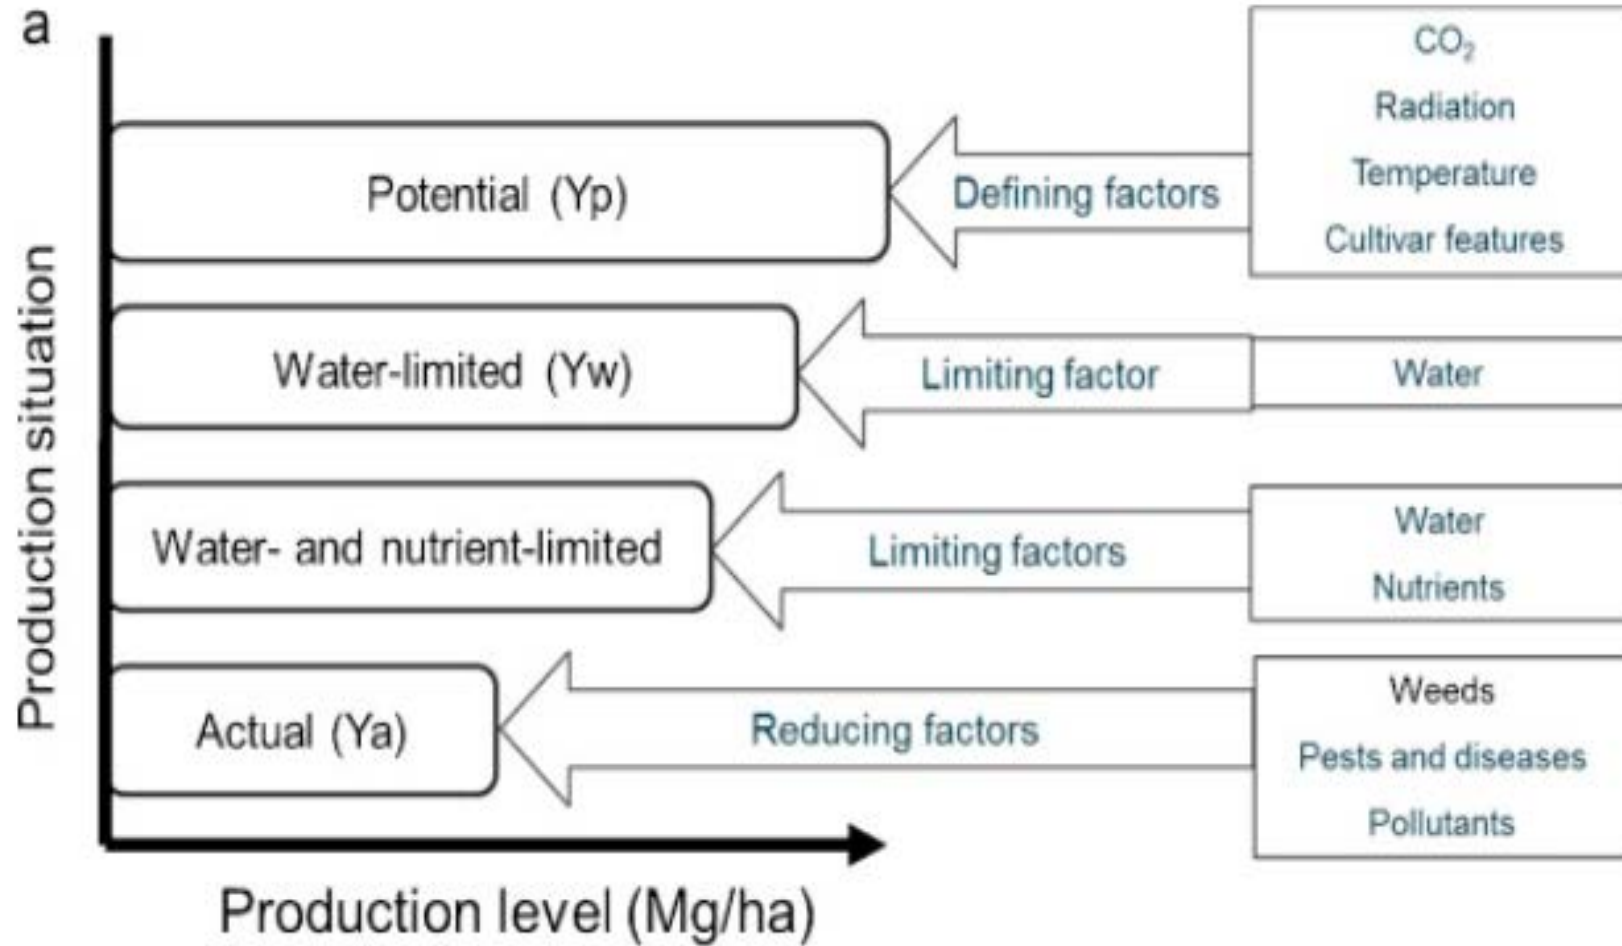 a
Production situation
Potential (Yp)
Defining factors
CO₂
Radiation
Temperature
Cultivar features
Water-limited (Yw)
Limiting factor
Water
Water- and nutrient-limited
Limiting factors
Water
Nutrients
Actual (Ya)
Reducing factors
Weeds
Pests and diseases
Pollutants
Production level (Mg/ha)